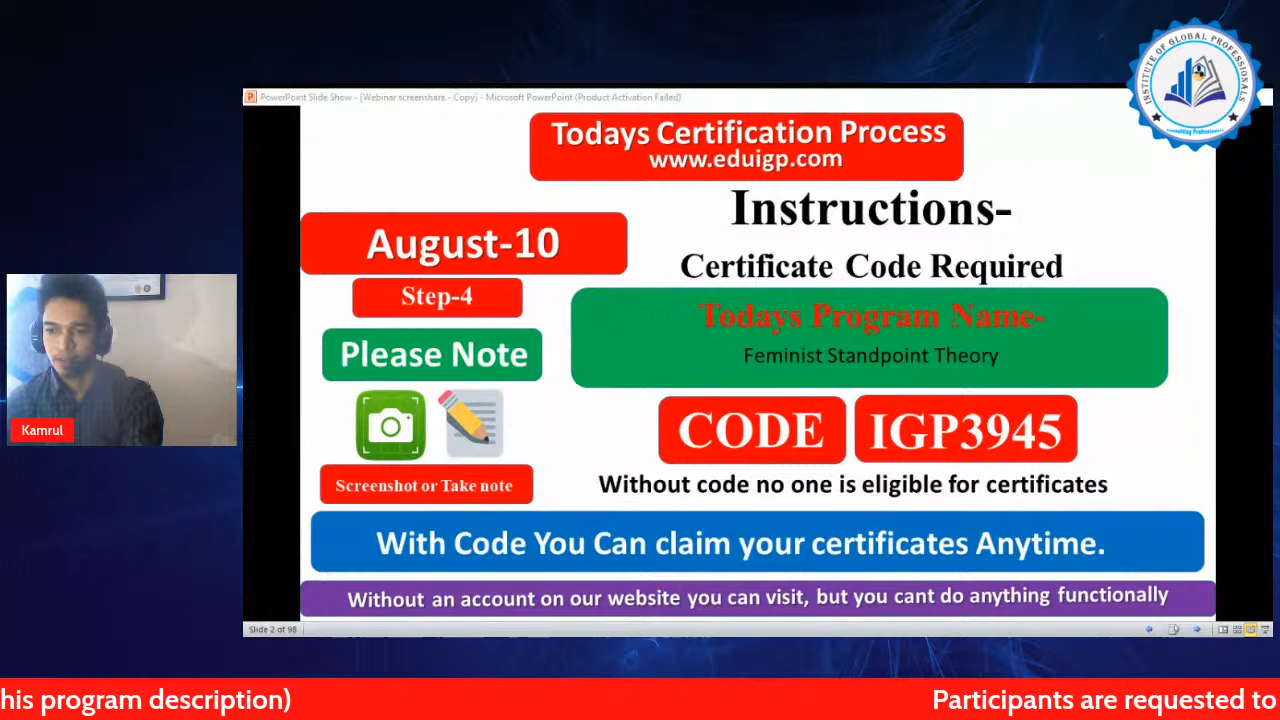 INSTITUTE OF GLOBAL PROFESSIONALS
Consulting Professionals
PowerPoint Slide Show - [Webinar screenshare - Copy] - Microsoft PowerPoint (Product Activation Failed)
Todays Certification Process
www.eduigp.com
Instructions-
August-10
Certificate Code Required
Step-4
Todays Program Name-
Please Note
Feminist Standpoint Theory
CODE IGP3945
Kamrul
Screenshot or Take note
Without code no one is eligible for certificates
With Code You Can claim your certificates Anytime.
Without an account on our website you can visit, but you cant do anything functionally
Slide 2 of 98
his program description) Participants are requested to